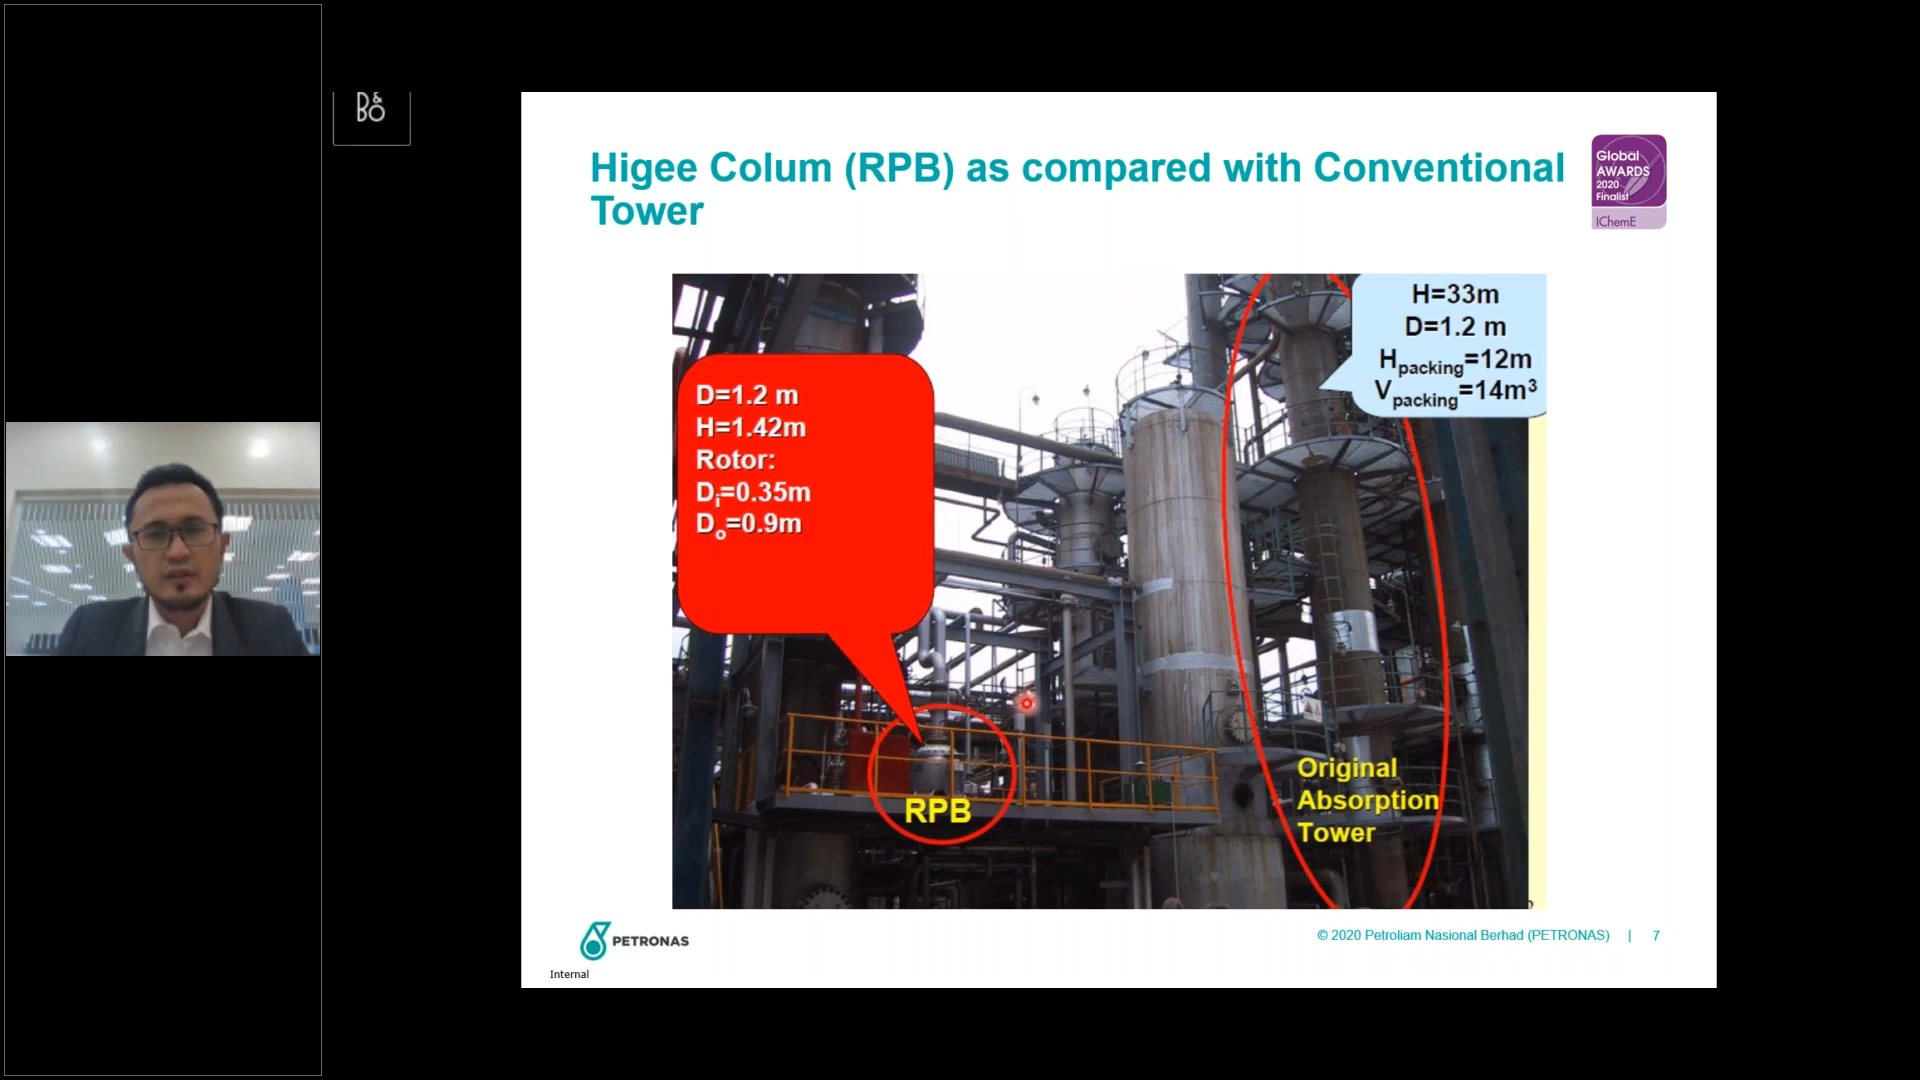 B&O
Higee Colum (RPB) as compared with Conventional
Tower
Global
AWARDS
2020
Finalist
IChemE
H=33m
D=1.2 m
Hpacking=12m
Vpacking=14m³
D=1.2 m
H=1.42m
Rotor:
Di=0.35m
Do=0.9m
RPB
Original
Absorption
Tower
PETRONAS
© 2020 Petroliam Nasional Berhad (PETRONAS) | 7
Internal